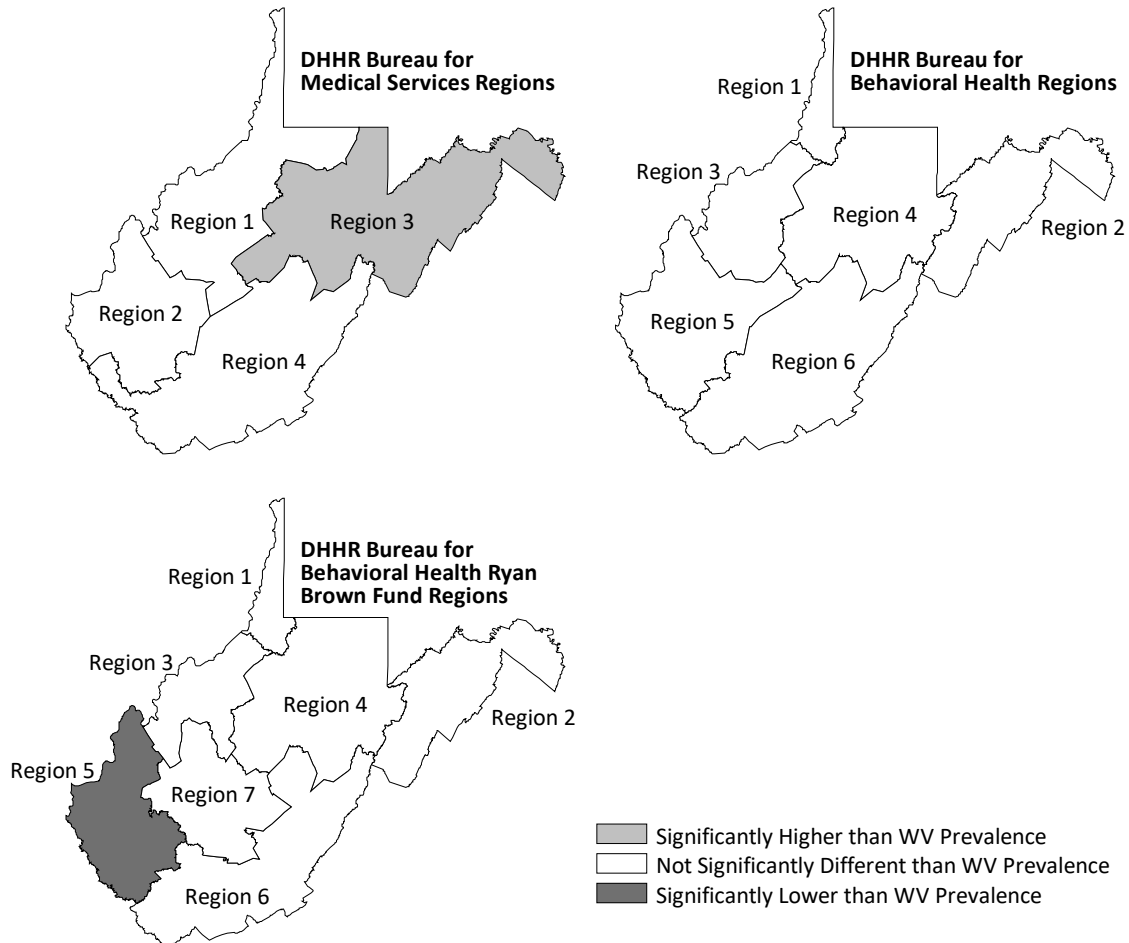 DHHR Bureau for
Medical Services Regions
Region 1
Region 3
Region 2
Region 4
DHHR Bureau for
Behavioral Health Regions
Region 1
Region 3
Region 4
Region 2
Region 5
Region 6
DHHR Bureau for
Behavioral Health Ryan
Brown Fund Regions
Region 1
Region 3
Region 4
Region 2
Region 5
Region 7
Region 6
Significantly Higher than WV Prevalence
Not Significantly Different than WV Prevalence
Significantly Lower than WV Prevalence